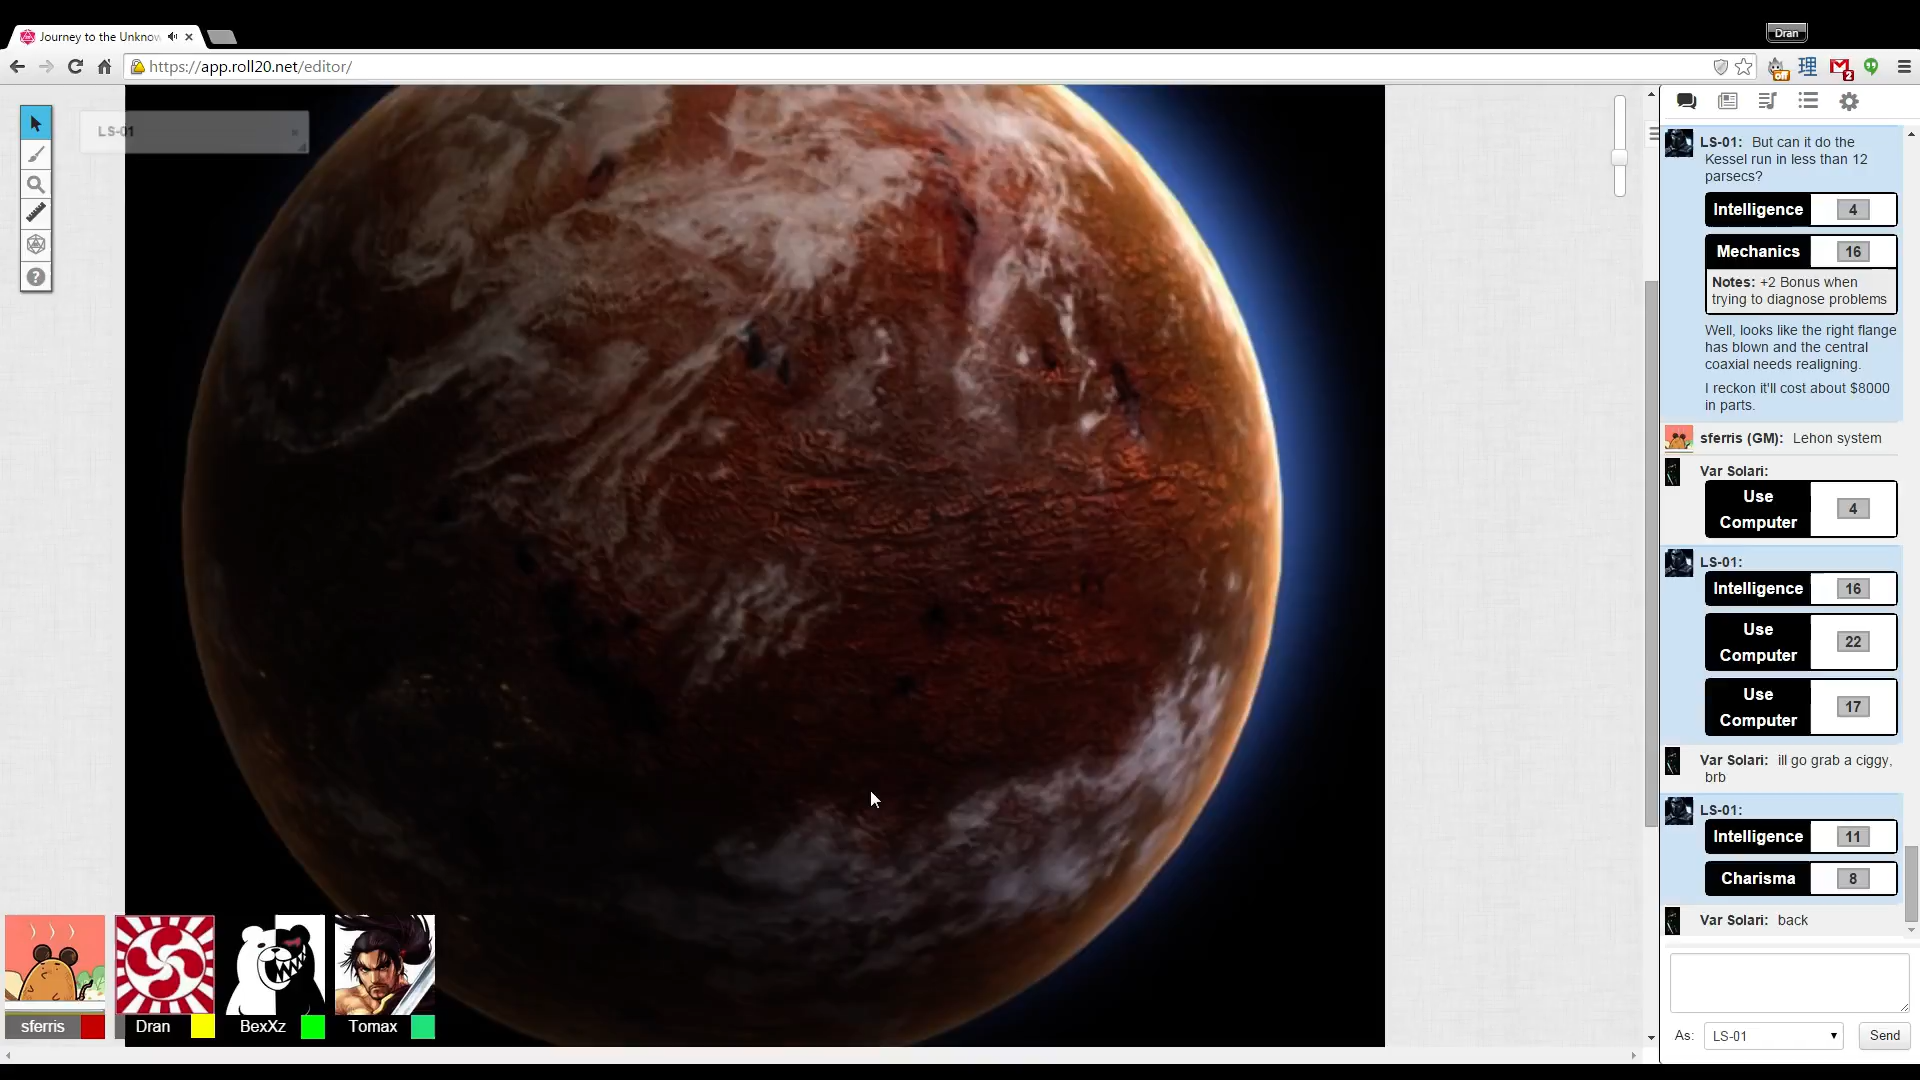 Journey to the Unknow
Dran
https://app.roll20.net/editor/
off
理
2
LS-01
LS-01: But can it do the
Kessel run in less than 12
parsecs?
Intelligence 4
Mechanics 16
Notes: +2 Bonus when
trying to diagnose problems
Well, looks like the right flange
has blown and the central
coaxial needs realigning.
I reckon it'll cost about $8000
in parts.
sferris (GM): Lehon system
Var Solari:
Use
Computer 4
LS-01:
Intelligence 16
Use
Computer 22
Use
Computer 17
Var Solari: ill go grab a ciggy,
brb
LS-01:
Intelligence 11
Charisma 8
Var Solari: back
As: LS-01 Send
sferris
Dran
BexXz
Tomax